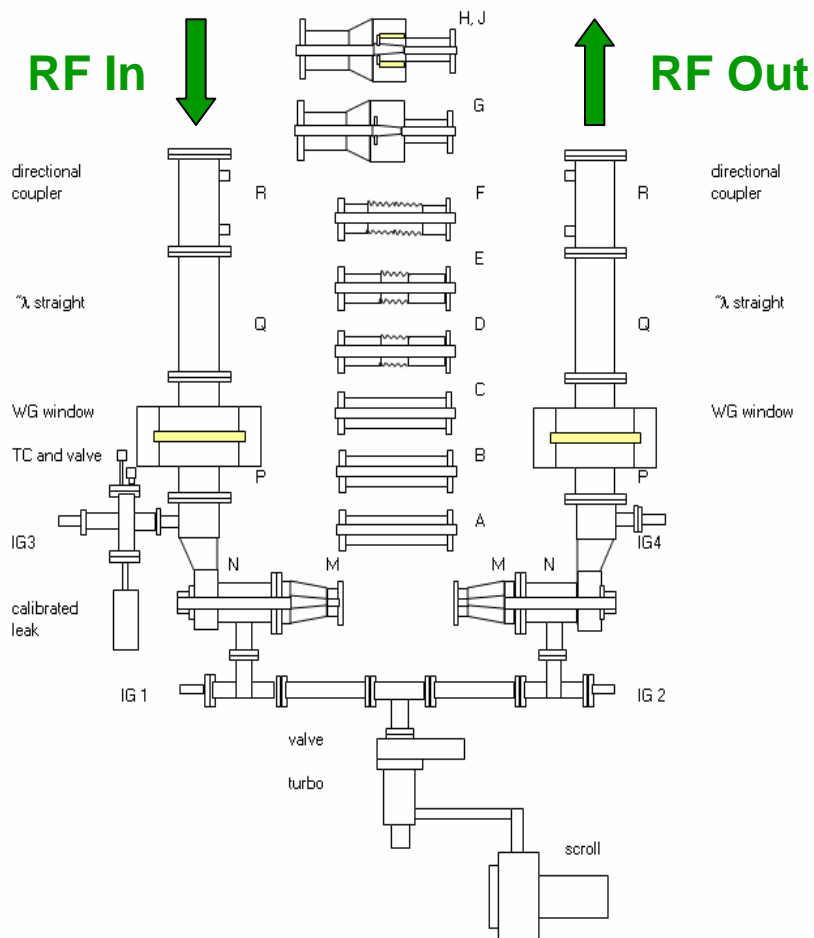 H, J
RF In
RF Out
G
directional
coupler
R
F
R
directional
coupler
E
~λ straight
Q
D
Q
~λ straight
C
WG window
WG window
TC and valve
B
P
P
A
IG3
IG4
N
M
M
N
calibrated
leak
IG 1
IG 2
valve
turbo
scroll